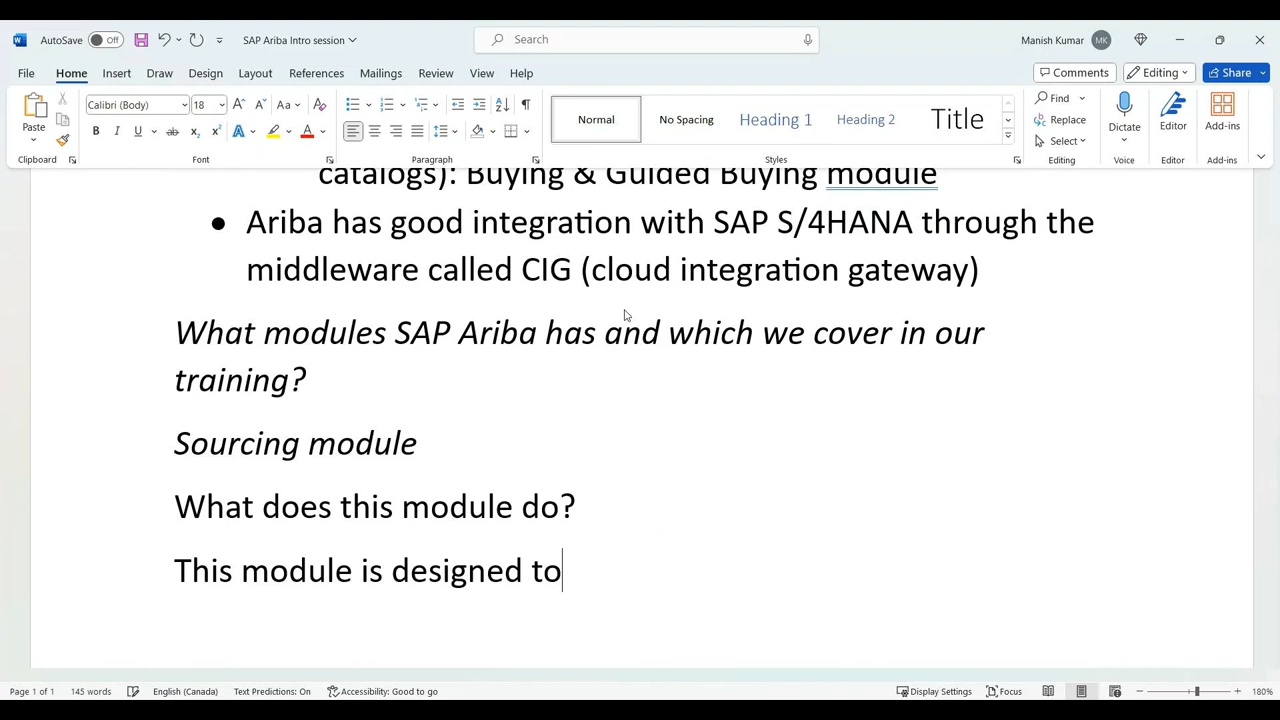 AutoSave Off SAP Ariba Intro session Search Manish Kumar MK
File Home Insert Draw Design Layout References Mailings Review View Help Comments Editing Share
Paste Calibri (Body) 18 Normal No Spacing Heading 1 Heading 2 Title Find Replace Select Dictate Editor Add-ins
Clipboard Font Paragraph Styles Editing Voice Editor Add-ins
catalogs): Buying & Guided Buying module
● Ariba has good integration with SAP S/4HANA through the
middleware called CIG (cloud integration gateway)
What modules SAP Ariba has and which we cover in our
training?
Sourcing module
What does this module do?
This module is designed to
Page 1 of 1 145 words English (Canada) Text Predictions: On Accessibility: Good to go Display Settings Focus 180%